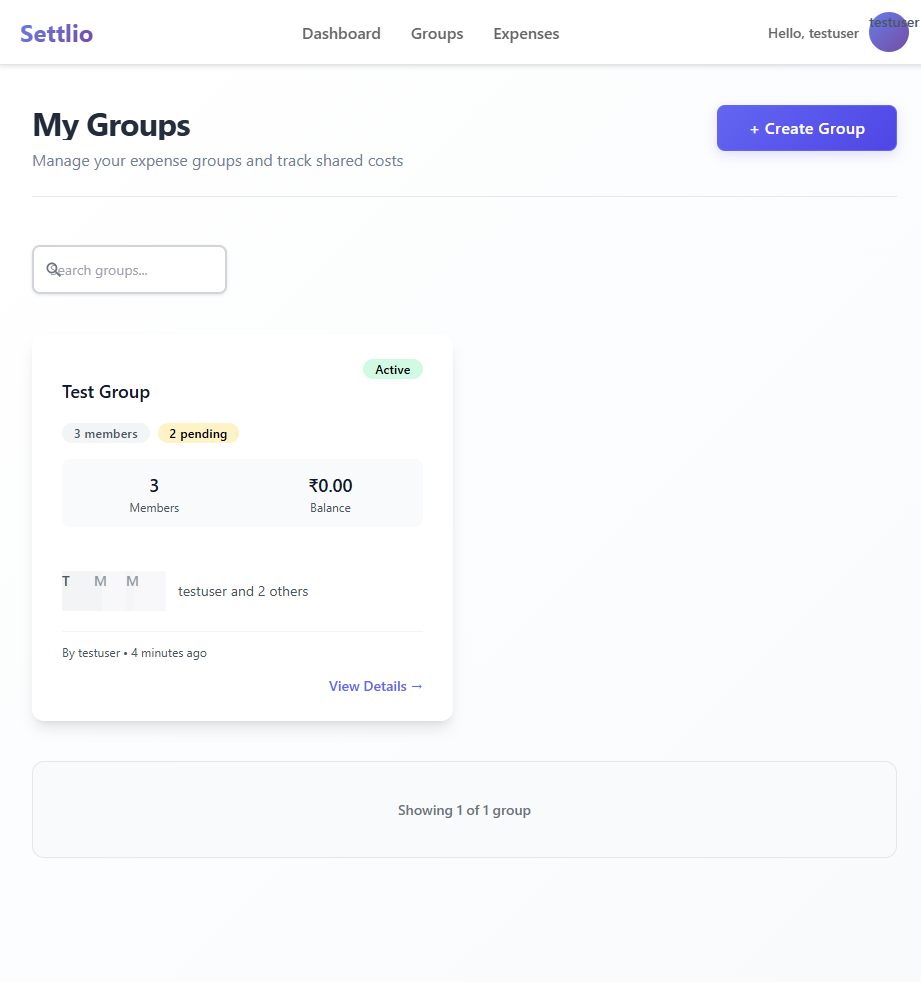 Settlio
Dashboard
Groups
Expenses
Hello, testuser
testuser
My Groups
+ Create Group
Manage your expense groups and track shared costs
Search groups...
Active
Test Group
3 members
2 pending
3
₹0.00
Members
Balance
T M M
testuser and 2 others
By testuser • 4 minutes ago
View Details →
Showing 1 of 1 group